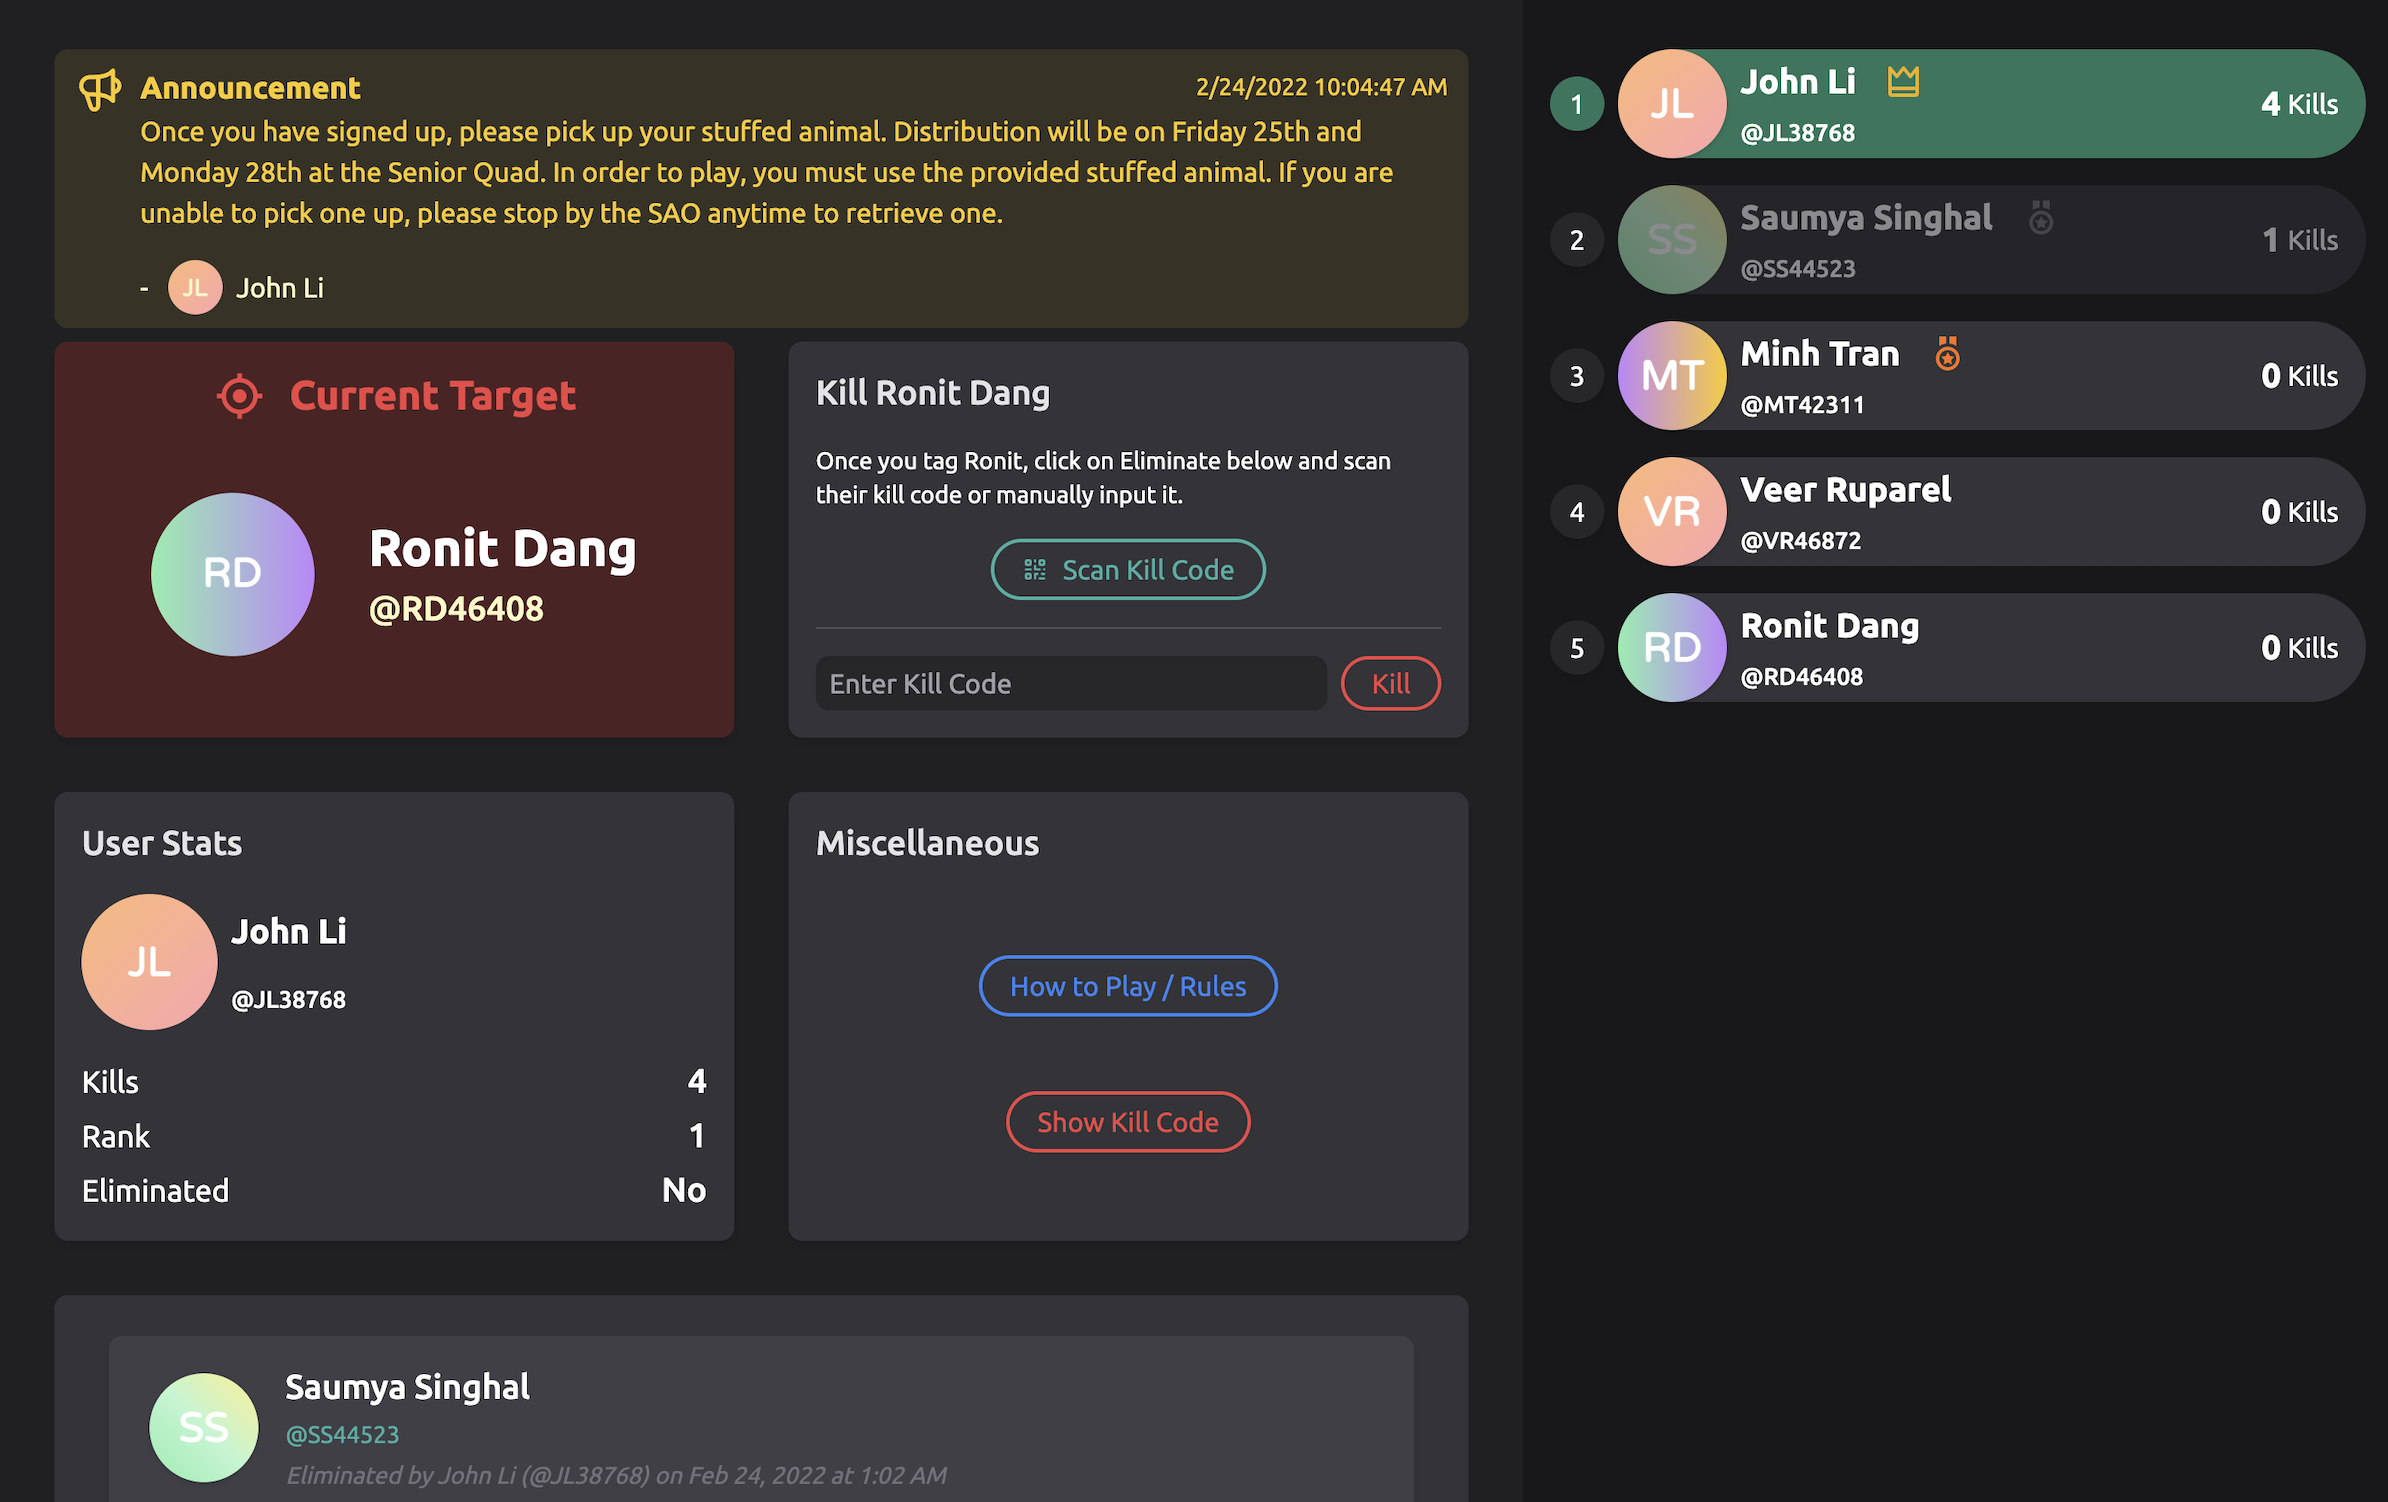 Announcement
2/24/2022 10:04:47 AM
Once you have signed up, please pick up your stuffed animal. Distribution will be on Friday 25th and
Monday 28th at the Senior Quad. In order to play, you must use the provided stuffed animal. If you are
unable to pick one up, please stop by the SAO anytime to retrieve one.
- JL John Li
Current Target
RD
Ronit Dang
@RD46408
Kill Ronit Dang
Once you tag Ronit, click on Eliminate below and scan
their kill code or manually input it.
Scan Kill Code
Enter Kill Code
Kill
User Stats
JL
John Li
@JL38768
Kills 4
Rank 1
Eliminated No
Miscellaneous
How to Play / Rules
Show Kill Code
SS
Saumya Singhal
@SS44523
Eliminated by John Li (@JL38768) on Feb 24, 2022 at 1:02 AM
1
JL
John Li
@JL38768
4 Kills
2
SS
Saumya Singhal
@SS44523
1 Kills
3
MT
Minh Tran
@MT42311
0 Kills
4
VR
Veer Ruparel
@VR46872
0 Kills
5
RD
Ronit Dang
@RD46408
0 Kills